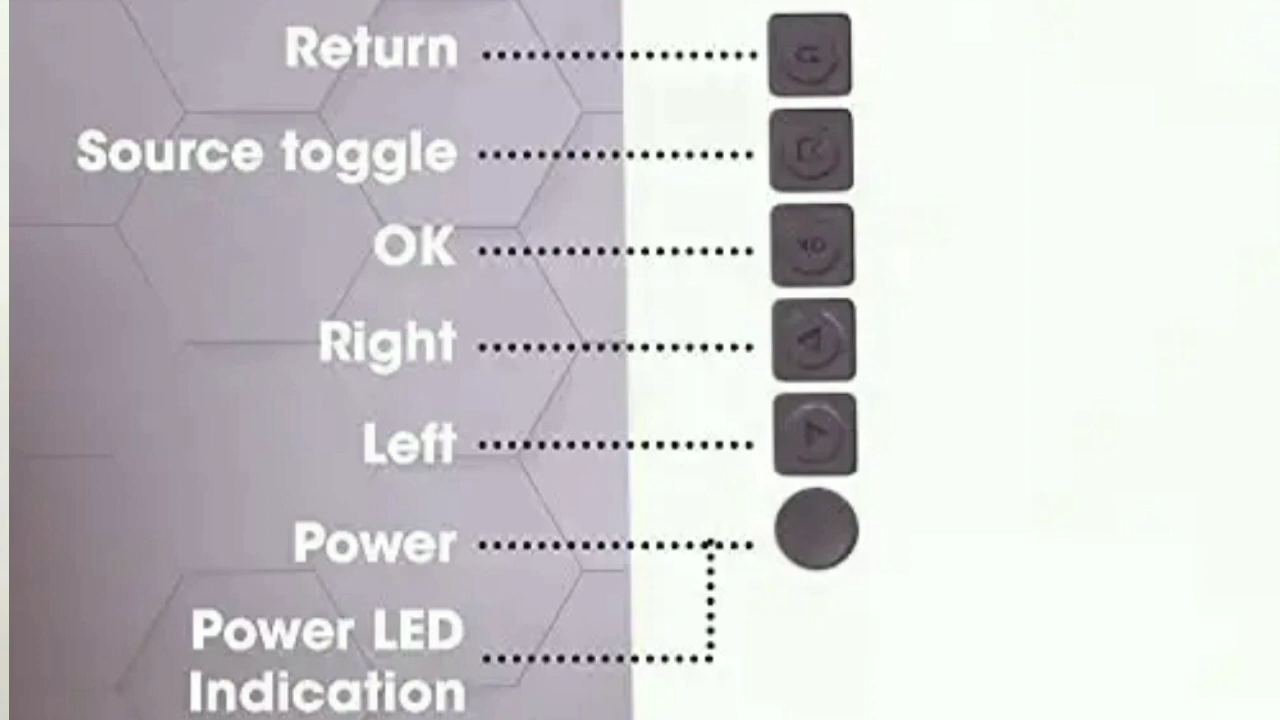 Return
Source toggle
OK
Right
Left
Power
Power LED
Indication